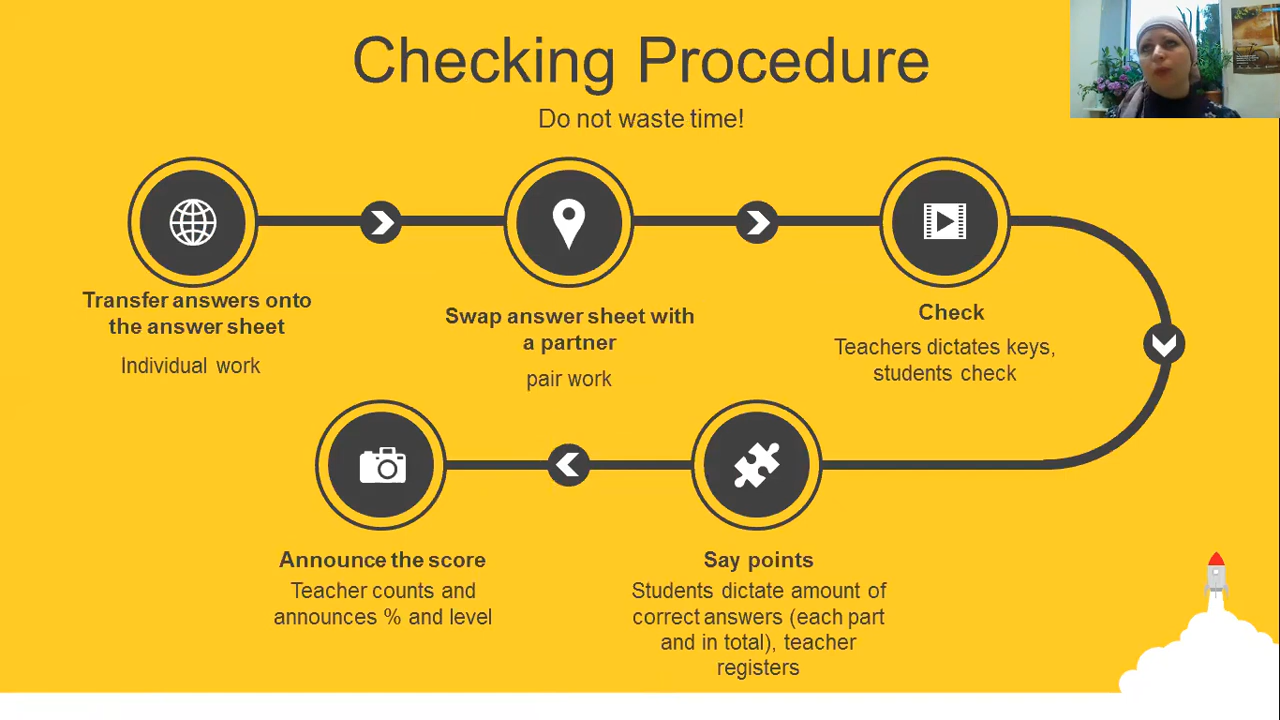 Checking Procedure
Do not waste time!
Transfer answers onto
the answer sheet
Individual work
Swap answer sheet with
a partner
pair work
Check
Teachers dictates keys,
students check
Say points
Students dictate amount of
correct answers (each part
and in total), teacher
registers
Announce the score
Teacher counts and
announces % and level